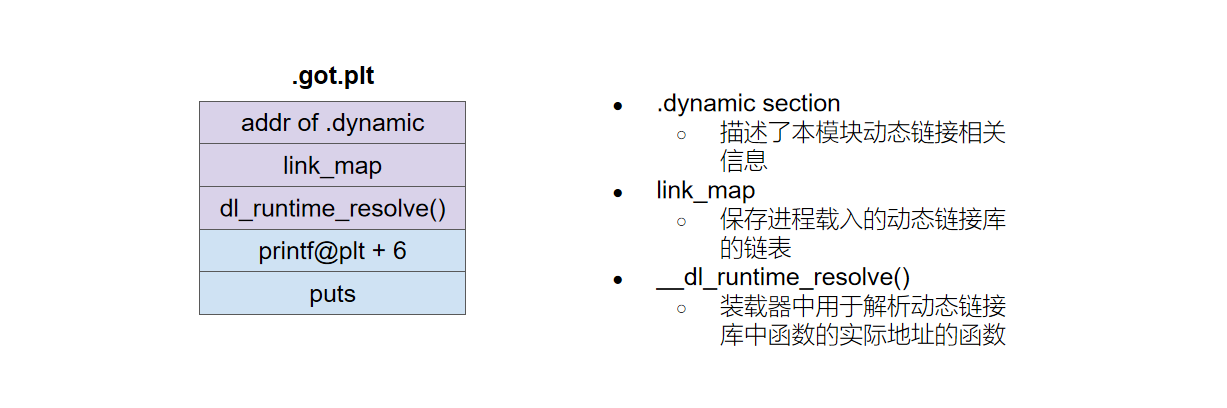 .got.plt
addr of .dynamic
link_map
dl_runtime_resolve()
printf@plt + 6
puts
● .dynamic section
○ 描述了本模块动态链接相关
信息
● link_map
○ 保存进程载入的动态链接库
的链表
● __dl_runtime_resolve()
○ 装载器中用于解析动态链接
库中函数的实际地址的函数